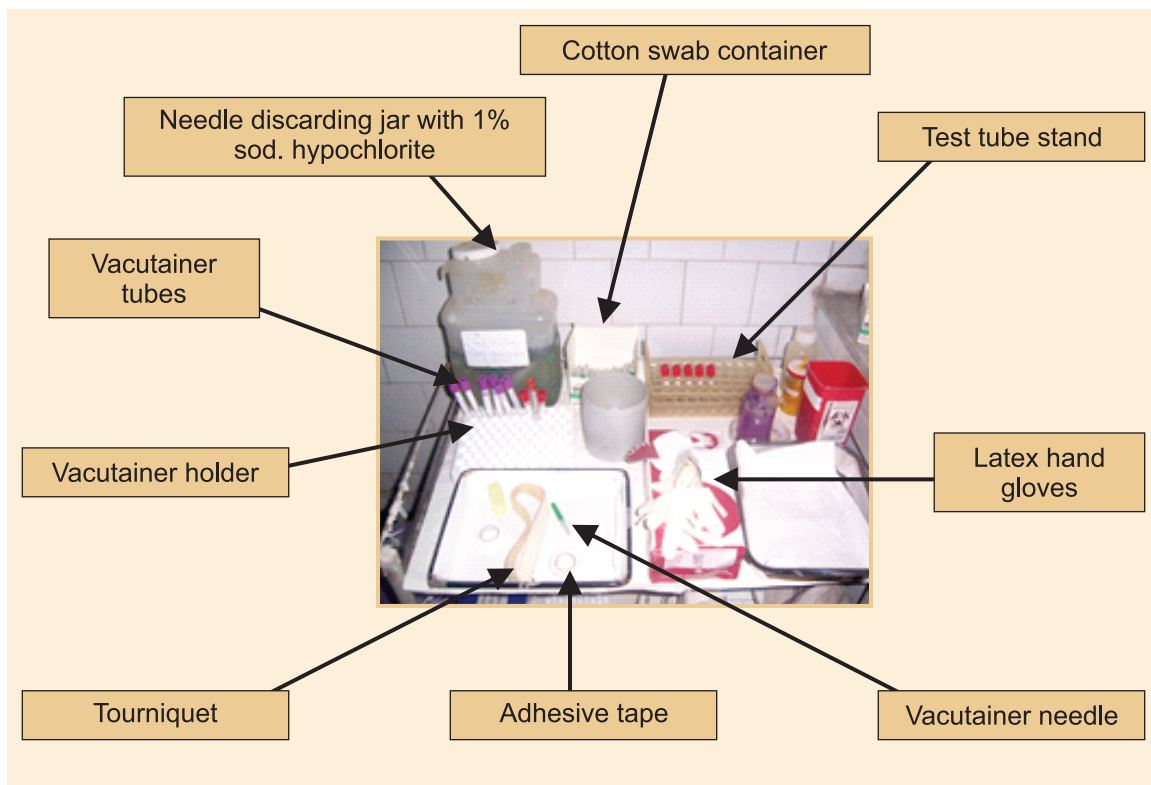 Cotton swab container
Needle discarding jar with 1%
sod. hypochlorite
Test tube stand
Vacutainer
tubes
Vacutainer holder
Latex hand
gloves
Tourniquet
Adhesive tape
Vacutainer needle